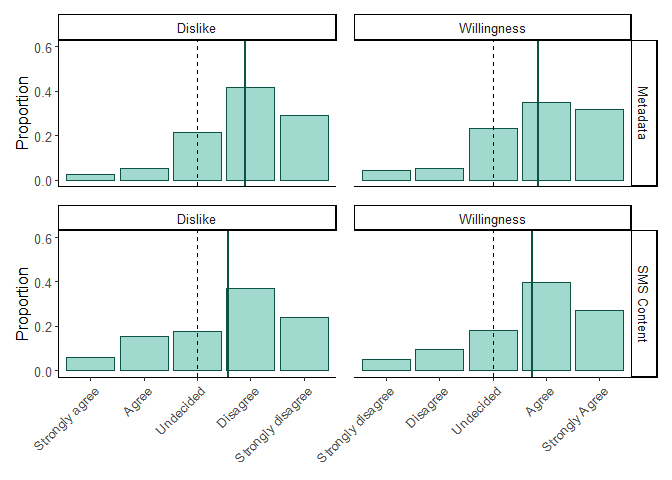 Dislike
Willingness
Proportion
0.6
0.4
0.2
0.0
Metadata
Dislike
Willingness
Proportion
0.6
0.4
0.2
0.0
SMS Content
Strongly agree
Agree
Undecided
Disagree
Strongly disagree
Strongly disagree
Disagree
Undecided
Agree
Strongly Agree